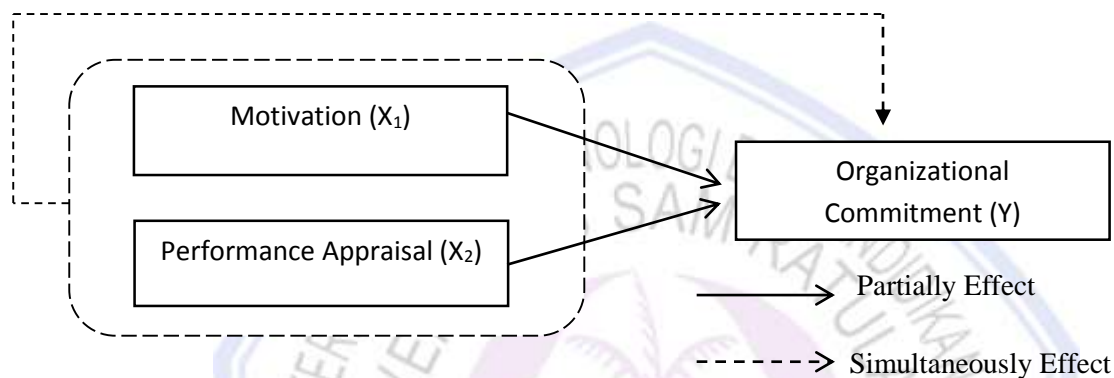 Motivation (X₁)
Organizational
Commitment (Y)
Performance Appraisal (X₂)
Partially Effect
Simultaneously Effect